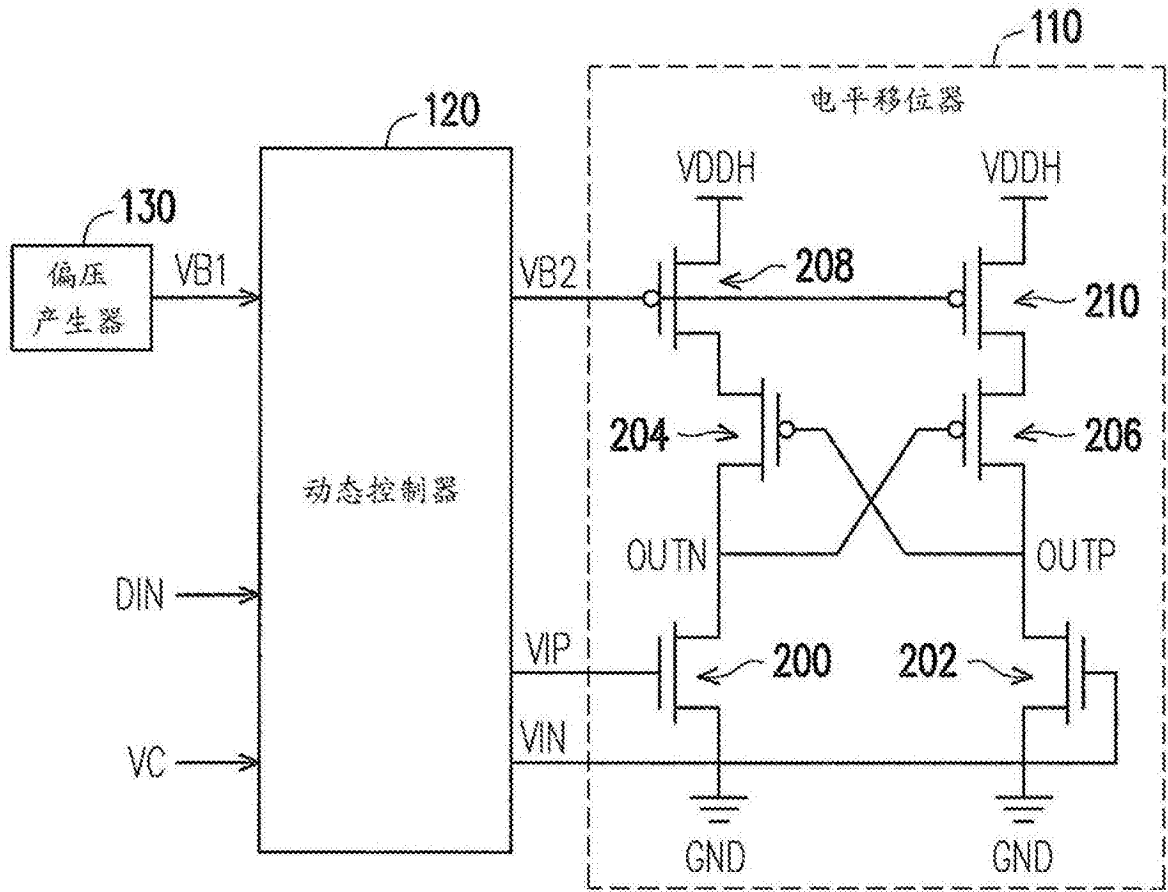 110
电平移位器
120
VDDH
VDDH
130
偏压
产生器
VB1
VB2
208
210
204
206
动态控制器
OUTN
OUTP
DIN
VIP
200
202
VIN
VC
GND
GND